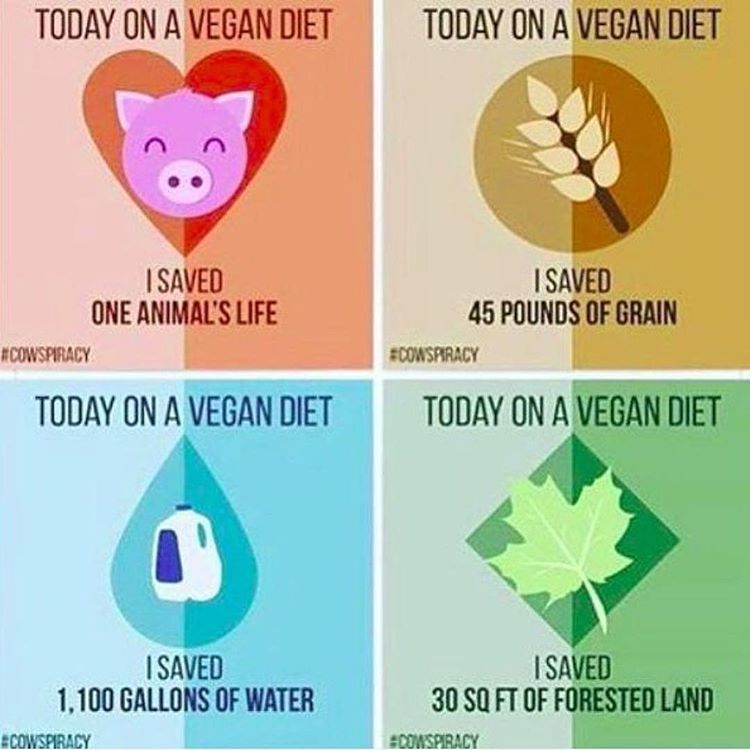 TODAY ON A VEGAN DIET
I SAVED
ONE ANIMAL'S LIFE
#COWSPIRACY
TODAY ON A VEGAN DIET
I SAVED
45 POUNDS OF GRAIN
#COWSPIRACY
TODAY ON A VEGAN DIET
I SAVED
1,100 GALLONS OF WATER
#COWSPIRACY
TODAY ON A VEGAN DIET
I SAVED
30 SQ FT OF FORESTED LAND
#COWSPIRACY